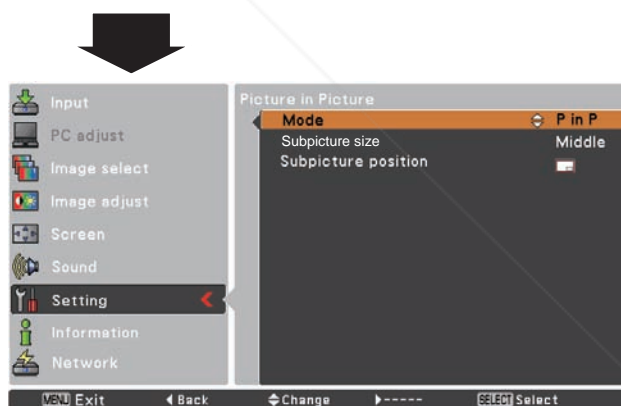 Input
PC adjust
Image select
Image adjust
Screen
Sound
Setting
Information
Network
Picture in Picture
Mode P in P
Subpicture size Middle
Subpicture position
MENU Exit Back Change ----- SELECT Select